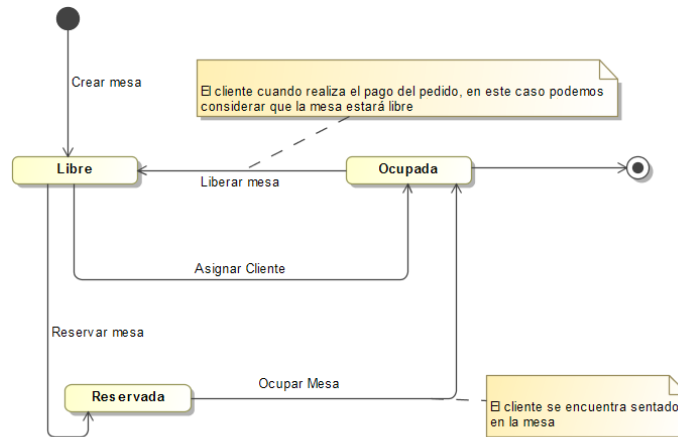 Crear mesa
El cliente cuando realiza el pago del pedido, en este caso podemos
considerar que la mesa estará libre
Libre
Liberar mesa
Ocupada
Asignar Cliente
Reservar mesa
Reservada
Ocupar Mesa
El cliente se encuentra sentado
en la mesa